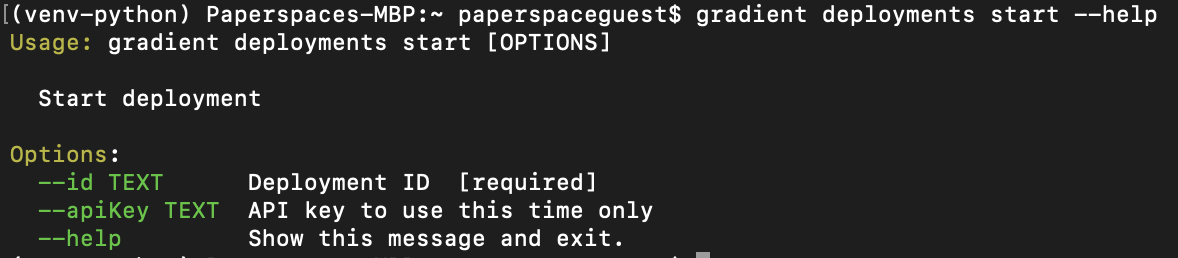 [(venv-python) Paperspaces-MBP:~ paperspaceguest$ gradient deployments start --help
Usage: gradient deployments start [OPTIONS]
Start deployment
Options:
--id TEXT Deployment ID [required]
--apiKey TEXT API key to use this time only
--help Show this message and exit.